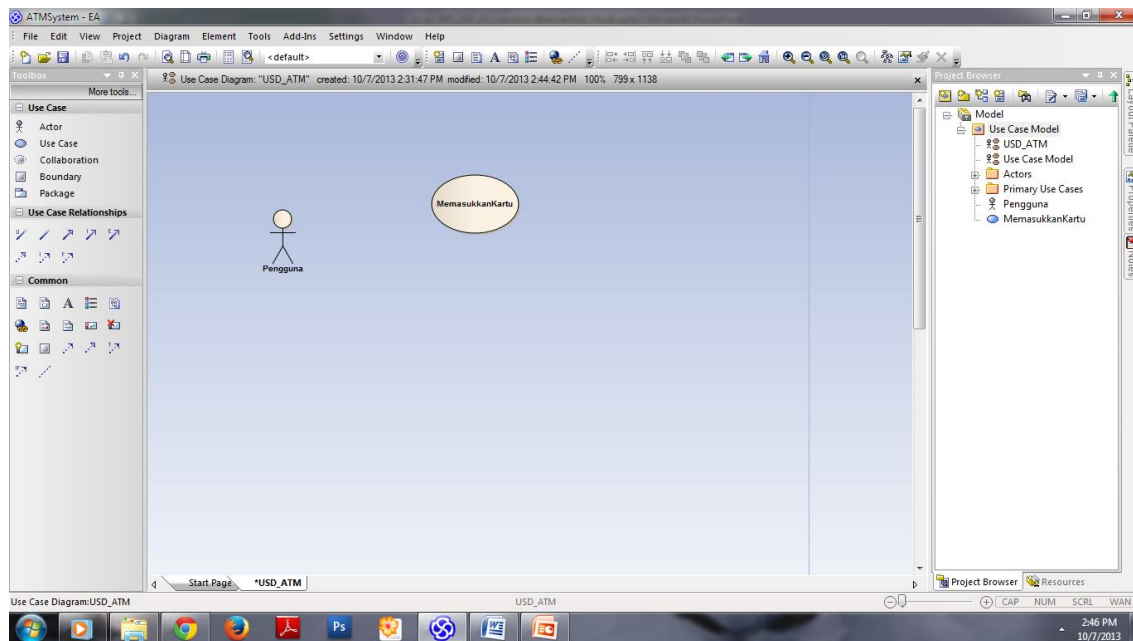 ATMSystem - EA
File Edit View Project Diagram Element Tools Add-Ins Settings Window Help
<default>
Toolbox
More tools...
Use Case
Actor
Use Case
Collaboration
Boundary
Package
Use Case Relationships
Common
Use Case Diagram: "USD_ATM" created: 10/7/2013 2:31:47 PM modified: 10/7/2013 2:44:42 PM 100% 799 x 1138
MemasukkanKartu
Pengguna
Start Page *USD_ATM
Project Browser
Model
Use Case Model
USD_ATM
Use Case Model
Actors
Primary Use Cases
Pengguna
MemasukkanKartu
Project Browser Resources
Notes
Use Case Diagram:USD_ATM USD_ATM CAP NUM SCRL WAN
Ps
2:46 PM
10/7/2013